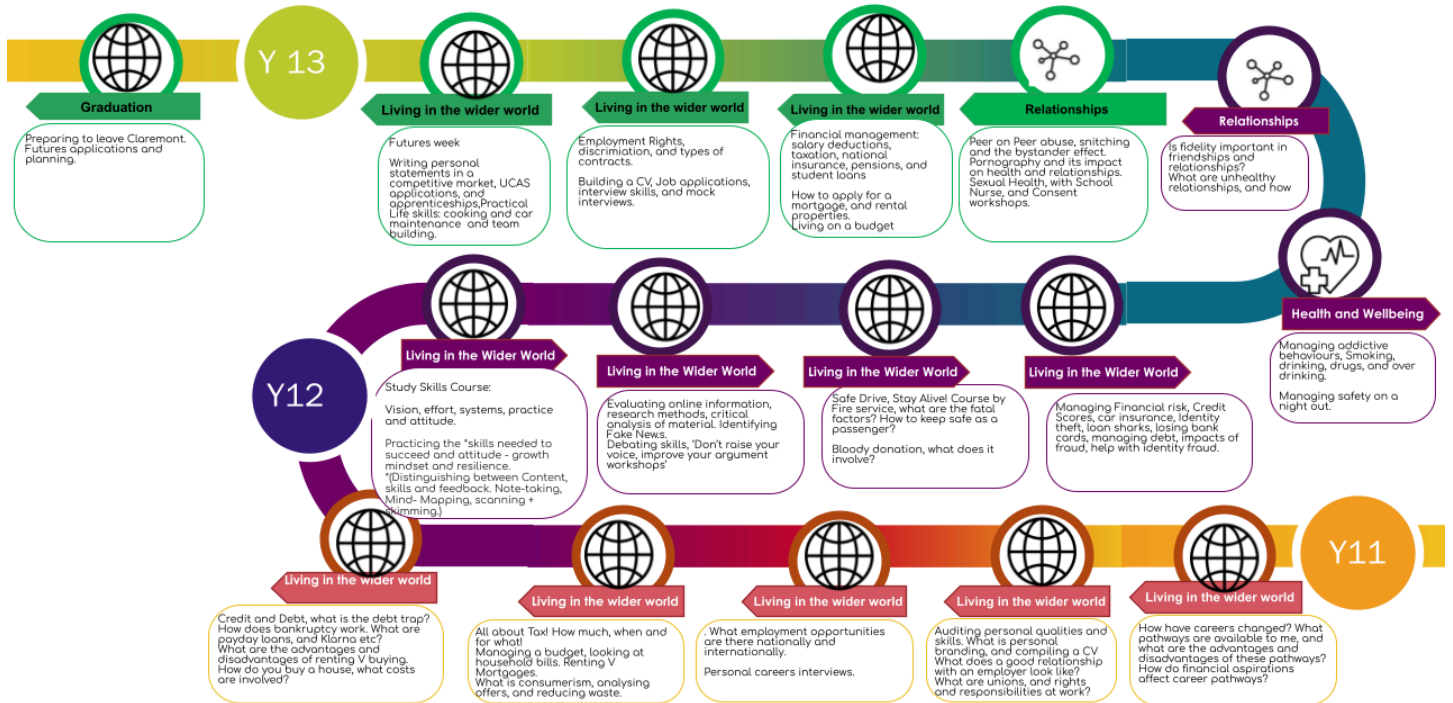 Y 13
Graduation
Preparing to leave Claremont.
Futures applications and
planning.
Living in the wider world
Futures week
Writing personal
statements in a
competitive market, UCAS
applications, and
apprenticeships,Practical
Life skills: cooking and car
maintenance and team
building.
Living in the wider world
Employment Rights,
discrimiation, and types of
contracts.
Building a CV, Job applications,
interview skills, and mock
interviews.
Living in the wider world
Financial management:
salary deductions,
taxation, national
insurance, pensions, and
student loans
How to apply for a
mortgage, and rental
properties.
Living on a budget
Relationships
Peer on Peer abuse, snitching
and the bystander effect.
Pornography and its impact
on health and relationships.
Sexual Health, with School
Nurse, and Consent
workshops.
Relationships
Is fidelity important in
friendships and
relationships?
What are unhealthy
relationships, and how
Health and Wellbeing
Managing addictive
behaviours, Smoking,
drinking, drugs, and over
drinking.
Managing safety on a
night out.
Y12
Living in the Wider World
Study Skills Course:
Vision, effort, systems, practice
and attitude.
Practicing the "skills needed to
succeed and attitude - growth
mindset and resilience.
"(Distinguishing between Content,
skills and feedback. Note-taking,
Mind- Mapping, scanning +
skimming.)
Living in the Wider World
Evaluating online information,
research methods, critical
analysis of material. Identifying
Fake News.
Debating skills, 'Don't raise your
voice, improve your argument
workshops'
Living in the Wider World
Safe Drive, Stay Alive! Course by
Fire service, what are the fatal
factors? How to keep safe as a
passenger?
Bloody donation, what does it
involve?
Living in the Wider World
Managing Financial risk, Credit
Scores, car insurance, Identity
theft, loan sharks, losing bank
cards, managing debt, impacts of
fraud, help with identity fraud.
Y11
Living in the wider world
Credit and Debt, what is the debt trap?
How does bankruptcy work. What are
payday loans, and Klarna etc?
What are the advantages and
disadvantages of renting V buying.
How do you buy a house, what costs
are involved?
Living in the wider world
All about Tax! How much, when and
for what!
Managing a budget, looking at
household bills. Renting V
Mortgages.
What is consumerism, analysing
offers, and reducing waste.
Living in the wider world
. What employment opportunities
are there nationally and
internationally.
Personal careers interviews.
Living in the wider world
Auditing personal qualities and
skills. What is personal
branding, and compiling a CV
What does a good relationship
with an employer look like?
What are unions, and rights
and responsibilities at work?
Living in the wider world
How have careers changed? What
pathways are available to me, and
what are the advantages and
disadvantages of these pathways?
How do financial aspirations
affect career pathways?